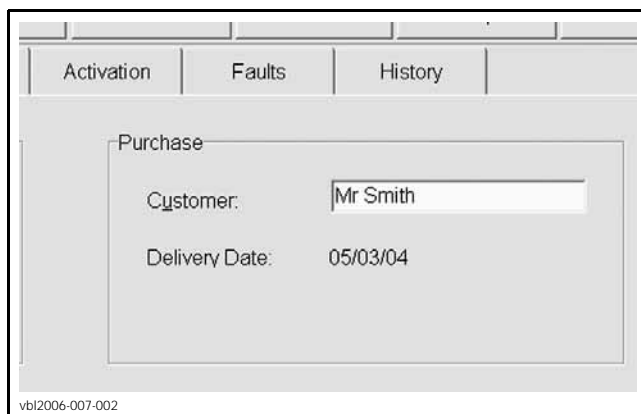 Activation Faults History
Purchase
Customer: Mr Smith
Delivery Date: 05/03/04
vbl2006-007-002